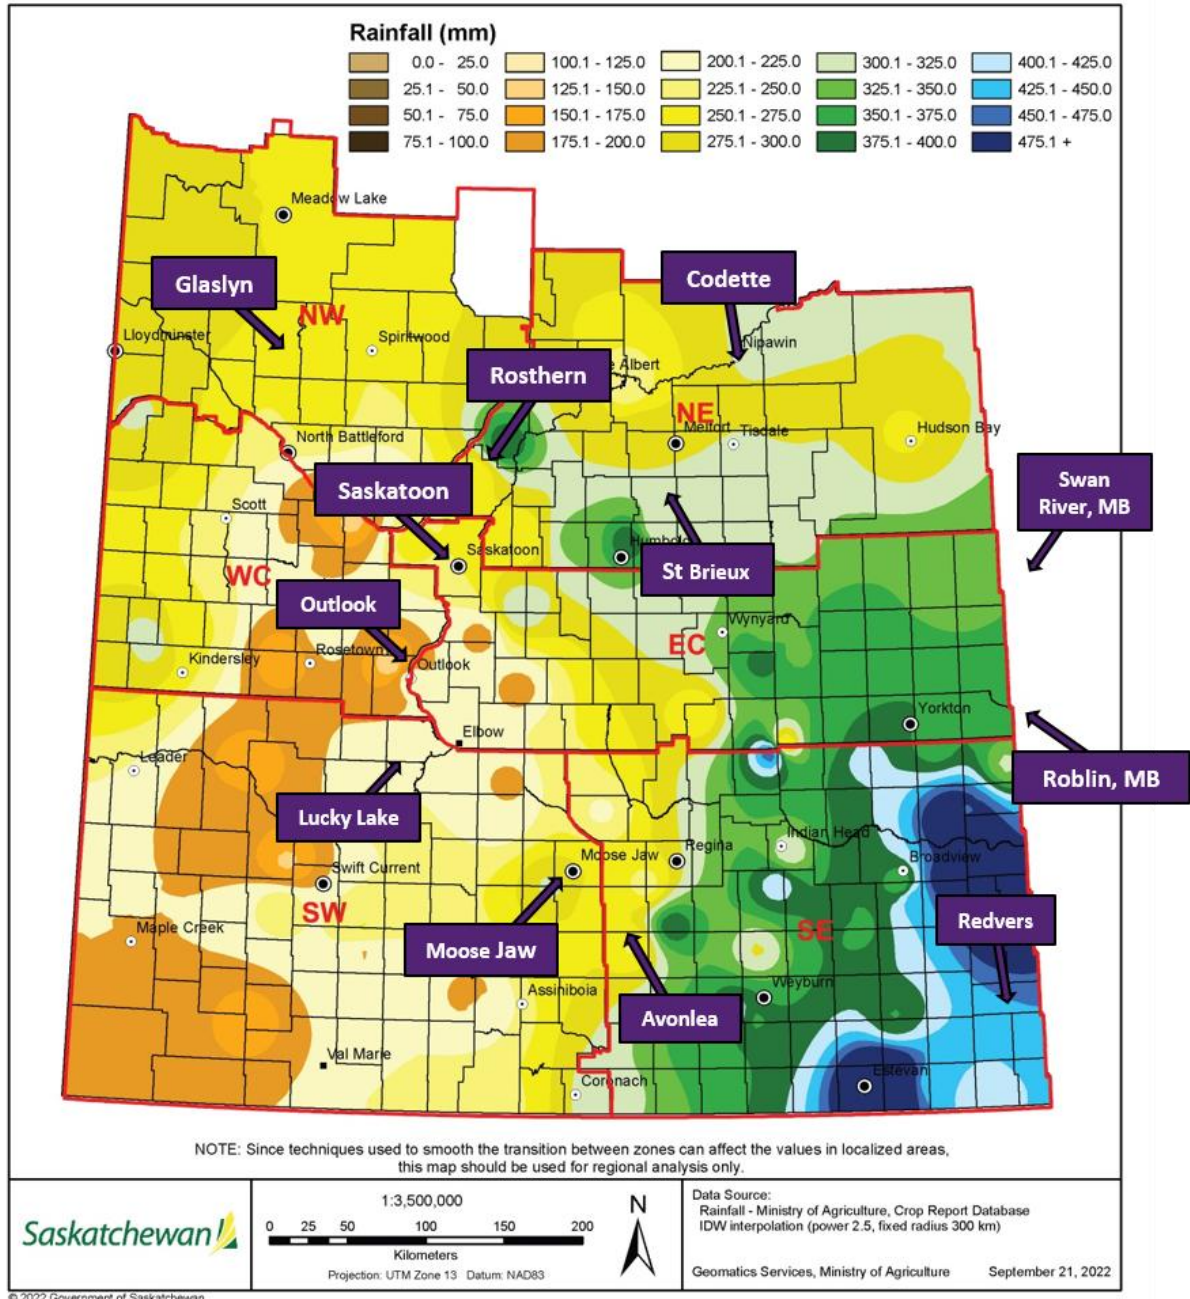 Rainfall (mm)
0.0 - 25.0
25.1 - 50.0
50.1 - 75.0
75.1 - 100.0
100.1 - 125.0
125.1 - 150.0
150.1 - 175.0
175.1 - 200.0
200.1 - 225.0
225.1 - 250.0
250.1 - 275.0
275.1 - 300.0
300.1 - 325.0
325.1 - 350.0
350.1 - 375.0
375.1 - 400.0
400.1 - 425.0
425.1 - 450.0
450.1 - 475.0
475.1 +
Meadow Lake
Glaslyn
Codette
NW
Lloydminster
Spiritwood
Nipawin
Rosthern
e Albert
NE
Melfort
Tisdale
Hudson Bay
North Battleford
Saskatoon
Swan
River, MB
Scott
Saskatoon
Humbol
St Brieux
WC
Outlook
Wynyard
EC
Kindersley
Rosetown
Outlook
Yorkton
Elbow
Leader
Roblin, MB
Lucky Lake
Indian Head
Moose Jaw
Regina
Broadview
Swift Current
SW
Redvers
Maple Creek
SE
Moose Jaw
Assiniboia
Weyburn
Avonlea
Val Marie
Estevan
Coronach
NOTE: Since techniques used to smooth the transition between zones can affect the values in localized areas,
this map should be used for regional analysis only.
Saskatchewan
1:3,500,000
0 25 50 100 150 200
Kilometers
Projection: UTM Zone 13 Datum: NAD83
N
Data Source:
Rainfall - Ministry of Agriculture, Crop Report Database
IDW interpolation (power 2.5, fixed radius 300 km)
Geomatics Services, Ministry of Agriculture September 21, 2022
© 2022 Government of Saskatchewan